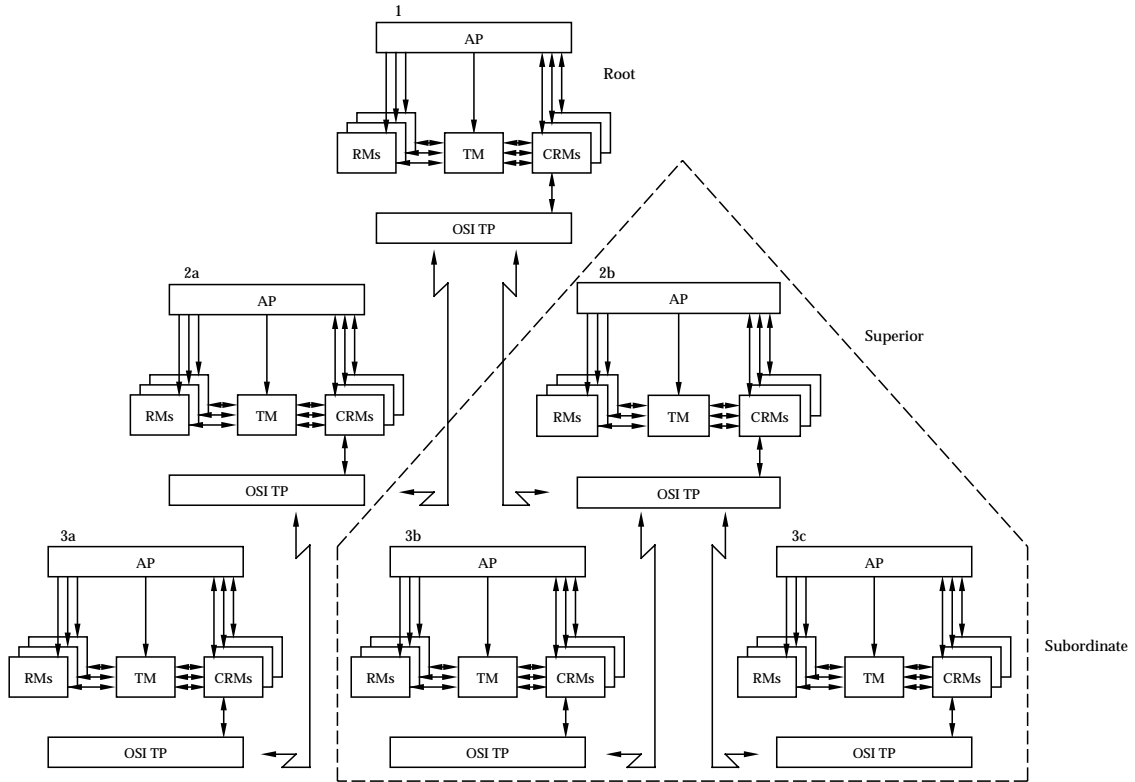 1
AP
Root
RMs TM CRMs
OSI TP
2a 2b
AP AP
Superior
RMs TM CRMs RMs TM CRMs
OSI TP OSI TP
3a 3b 3c
AP AP AP
Subordinate
RMs TM CRMs RMs TM CRMs RMs TM CRMs
OSI TP OSI TP OSI TP